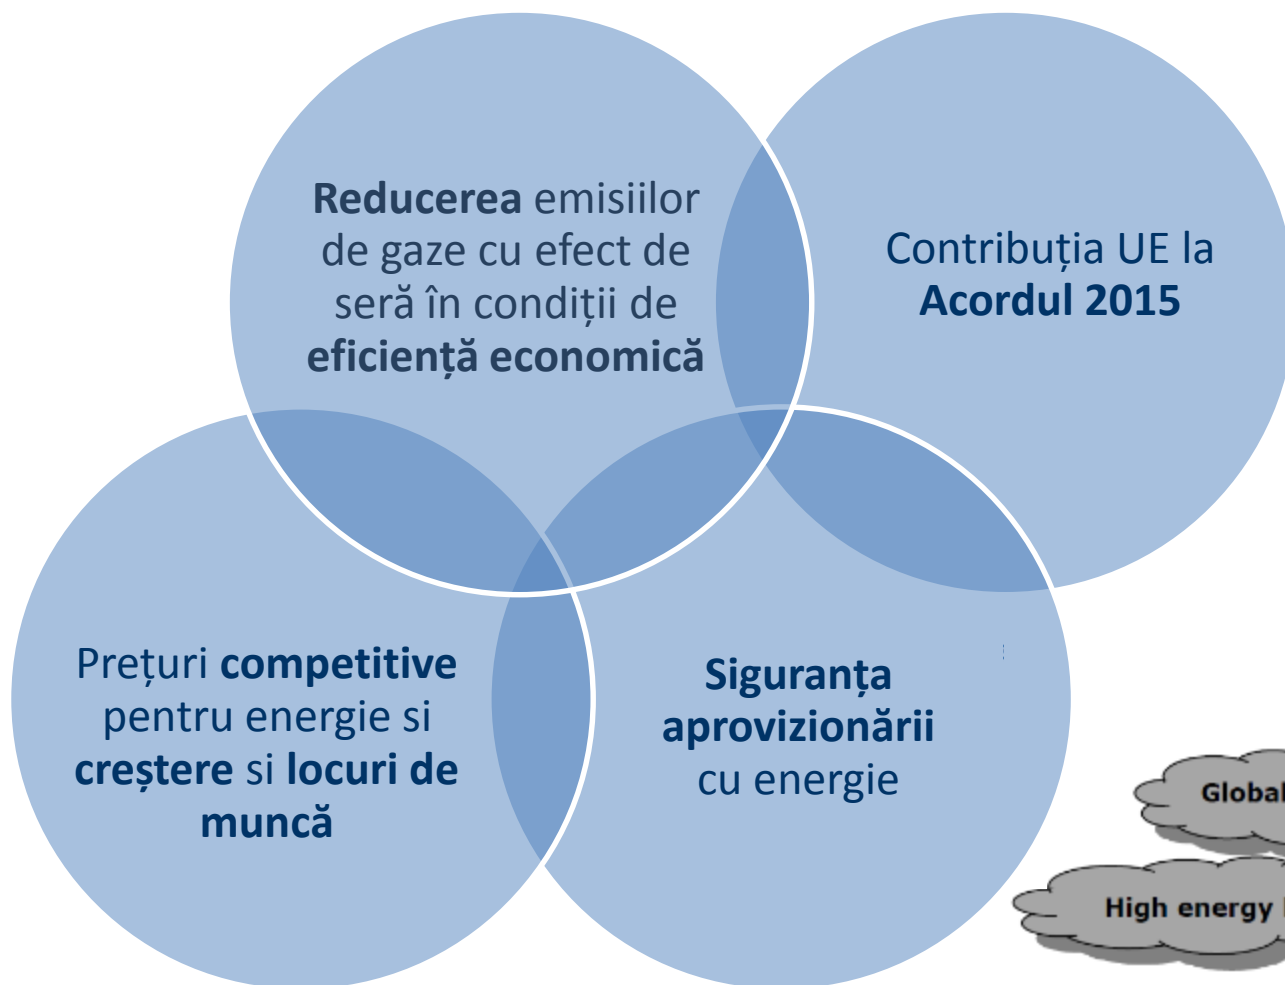 Reducerea emisiilor
de gaze cu efect de
seră în condiții de
eficiență economică
Contribuția UE la
Acordul 2015
Prețuri competitive
pentru energie si
creștere si locuri de
muncă
Siguranța
aprovizionării
cu energie
Global
High energy